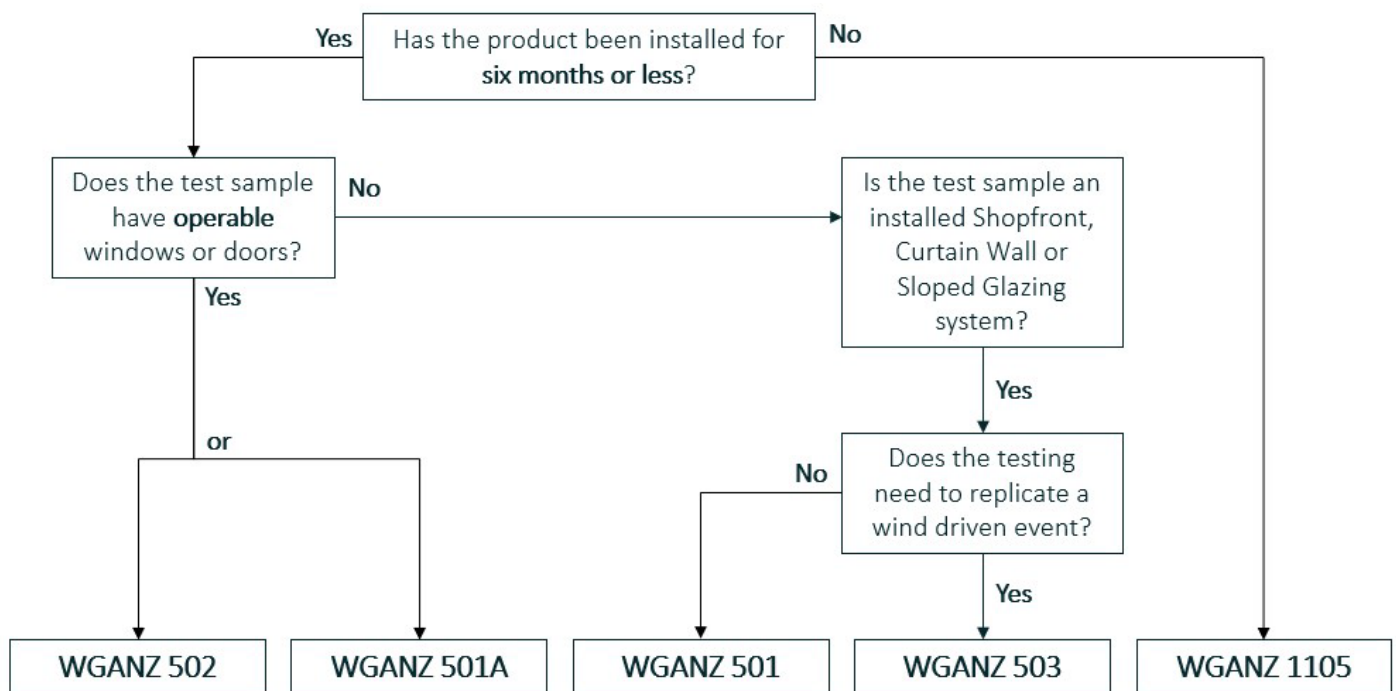 Yes
Has the product been installed for
six months or less?
No
Does the test sample
have operable
windows or doors?
No
Is the test sample an
installed Shopfront,
Curtain Wall or
Sloped Glazing
system?
Yes
Yes
or
No
Does the testing
need to replicate a
wind driven event?
Yes
WGANZ 502
WGANZ 501A
WGANZ 501
WGANZ 503
WGANZ 1105